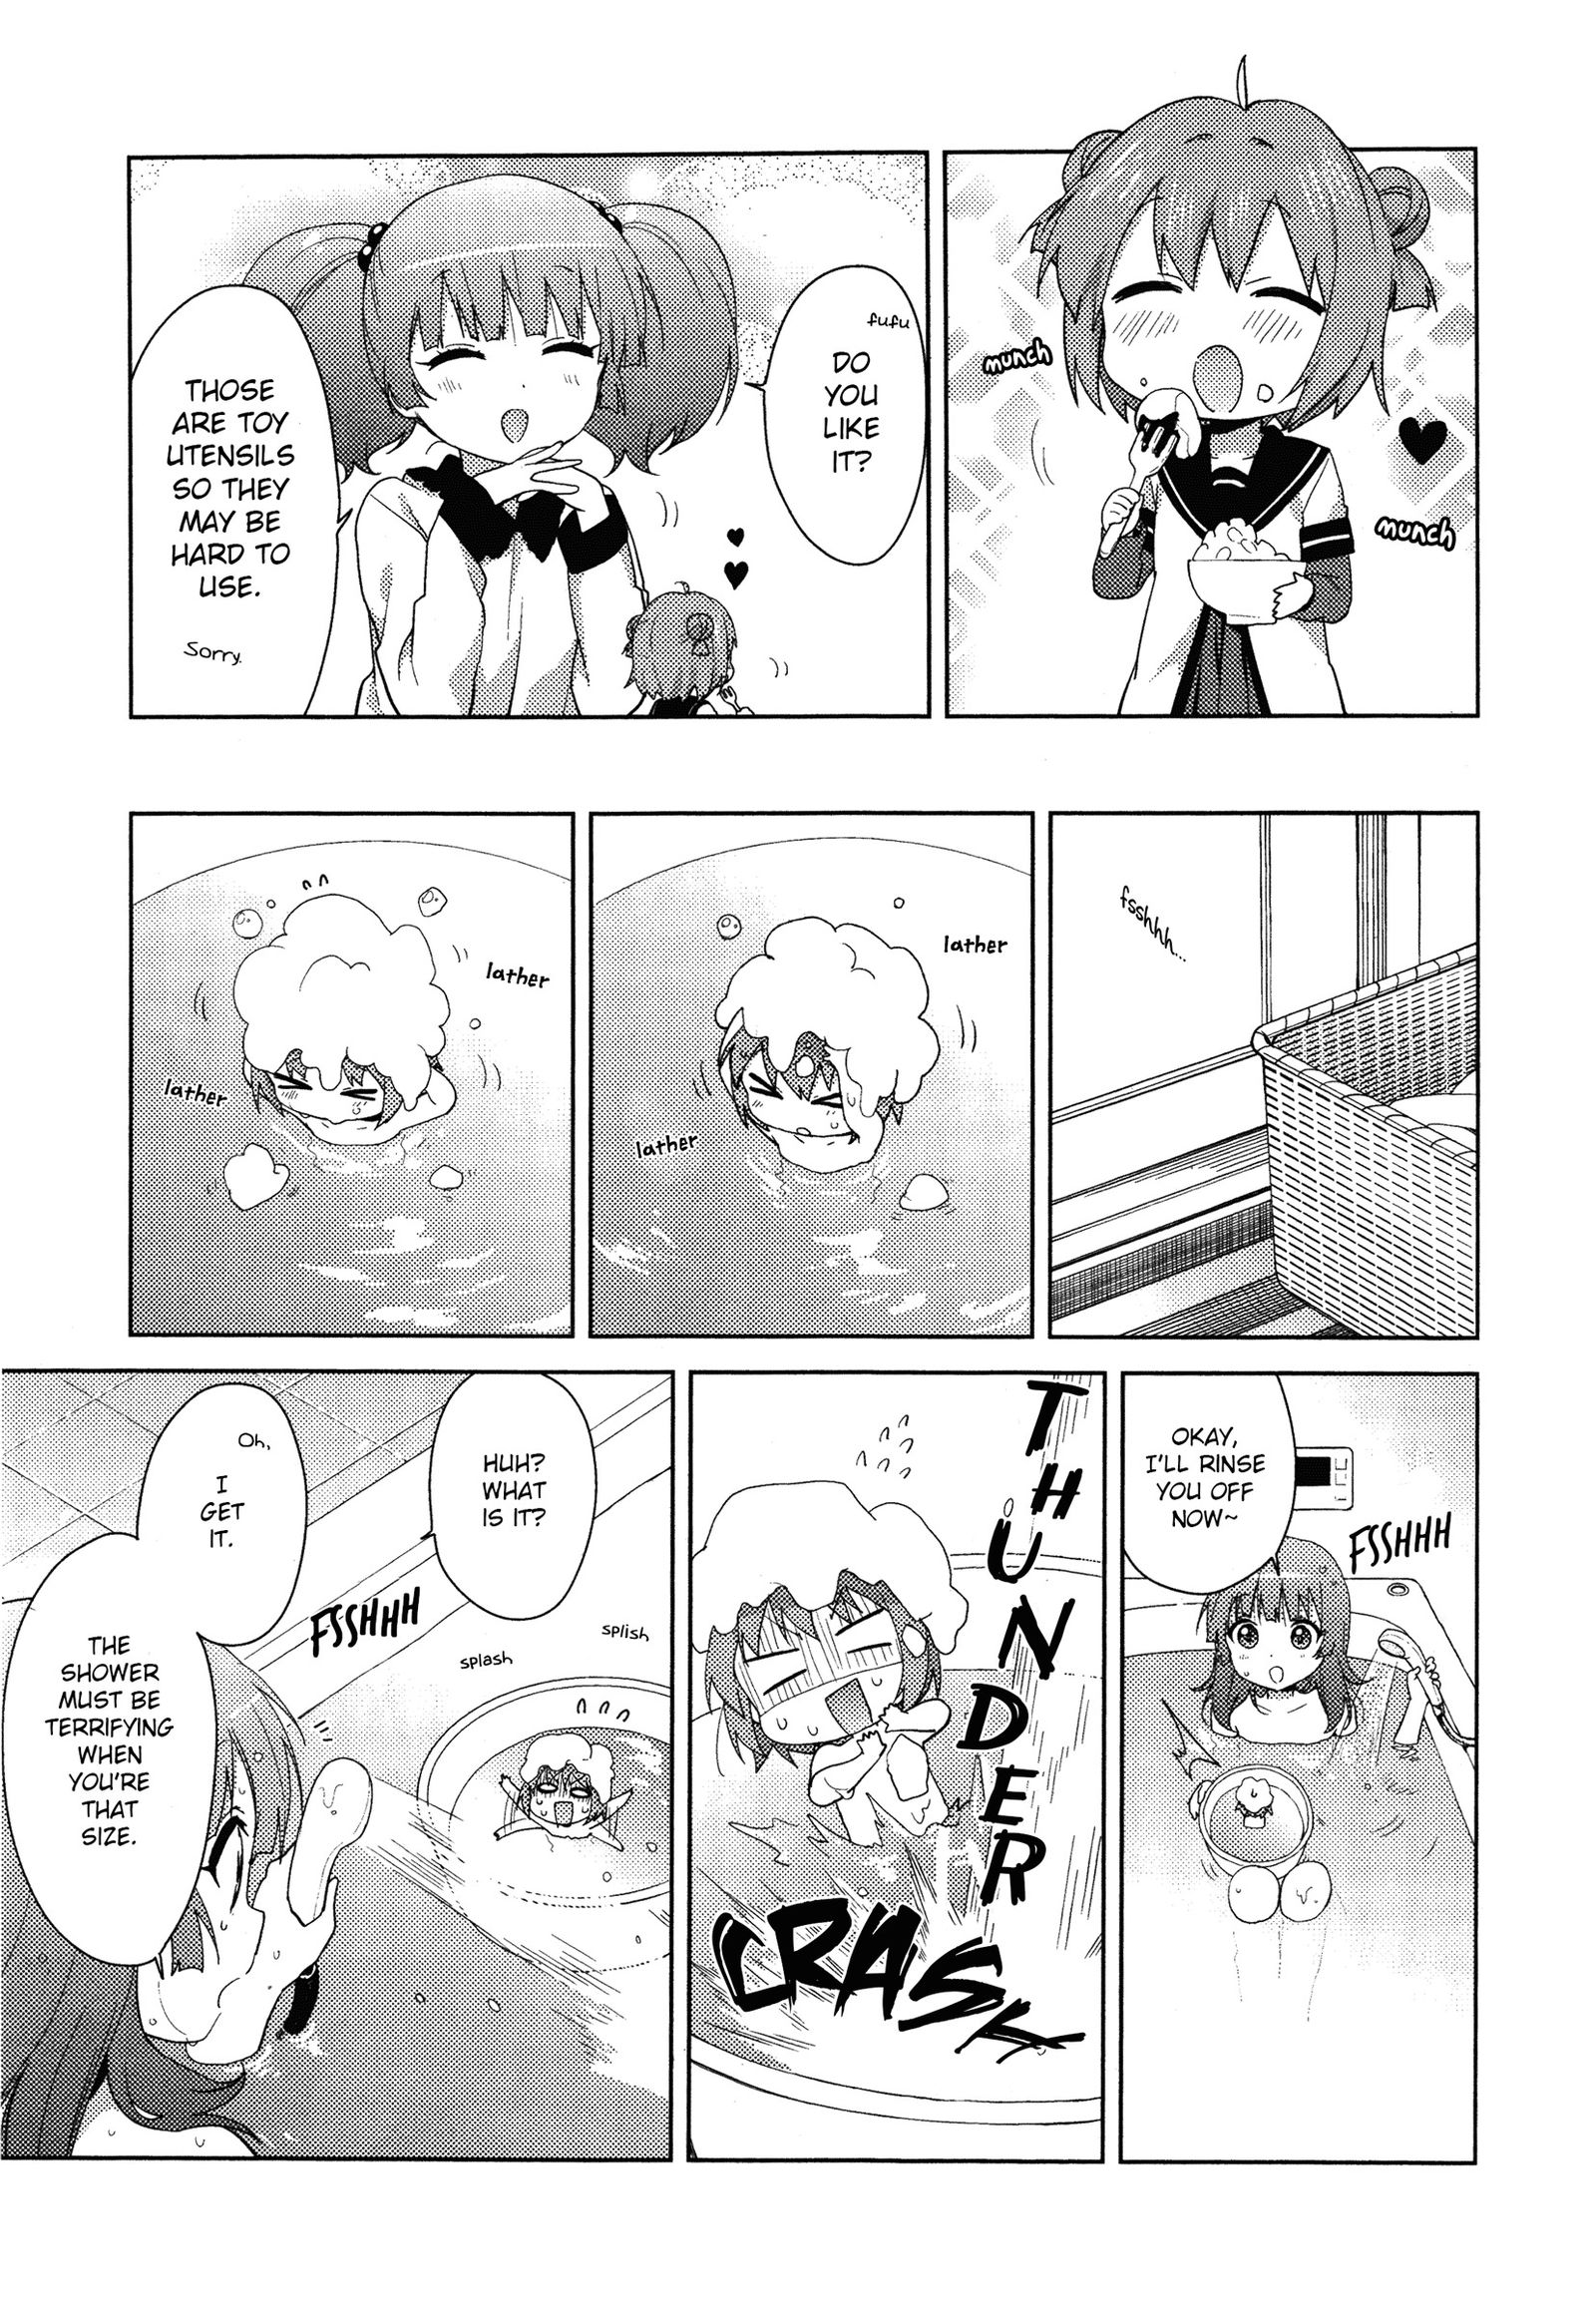 munch
munch
fufu
DO
YOU
LIKE
IT?
THOSE
ARE TOY
UTENSILS
SO THEY
MAY BE
HARD TO
USE.
Sorry.
fsshhh...
lather
lather
lather
lather
OKAY,
I'LL RINSE
YOU OFF
NOW~
FSSHHH
THUNDER
CRASH
HUH?
WHAT
IS IT?
splish
splash
FSSHHH
Oh,
I
GET
IT.
THE
SHOWER
MUST BE
TERRIFYING
WHEN
YOU'RE
THAT
SIZE.